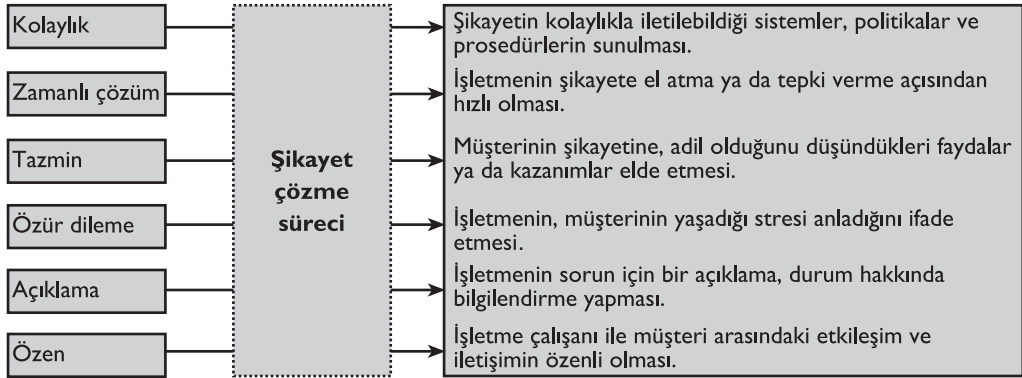 Kolaylık
Zamanlı çözüm
Tazmin
Özür dileme
Açıklama
Özen
Şikayet
çözme
süreci
Şikayetin kolaylıkla iletilebildiği sistemler, politikalar ve
prosedürlerin sunulması.
İşletmenin şikayete el atma ya da tepki verme açısından
hızlı olması.
Müşterinin şikayetine, adil olduğunu düşündükleri faydalar
ya da kazanımlar elde etmesi.
İşletmenin, müşterinin yaşadığı stresi anladığını ifade
etmesi.
İşletmenin sorun için bir açıklama, durum hakkında
bilgilendirme yapması.
İşletme çalışanı ile müşteri arasındaki etkileşim ve
iletişimin özenli olması.